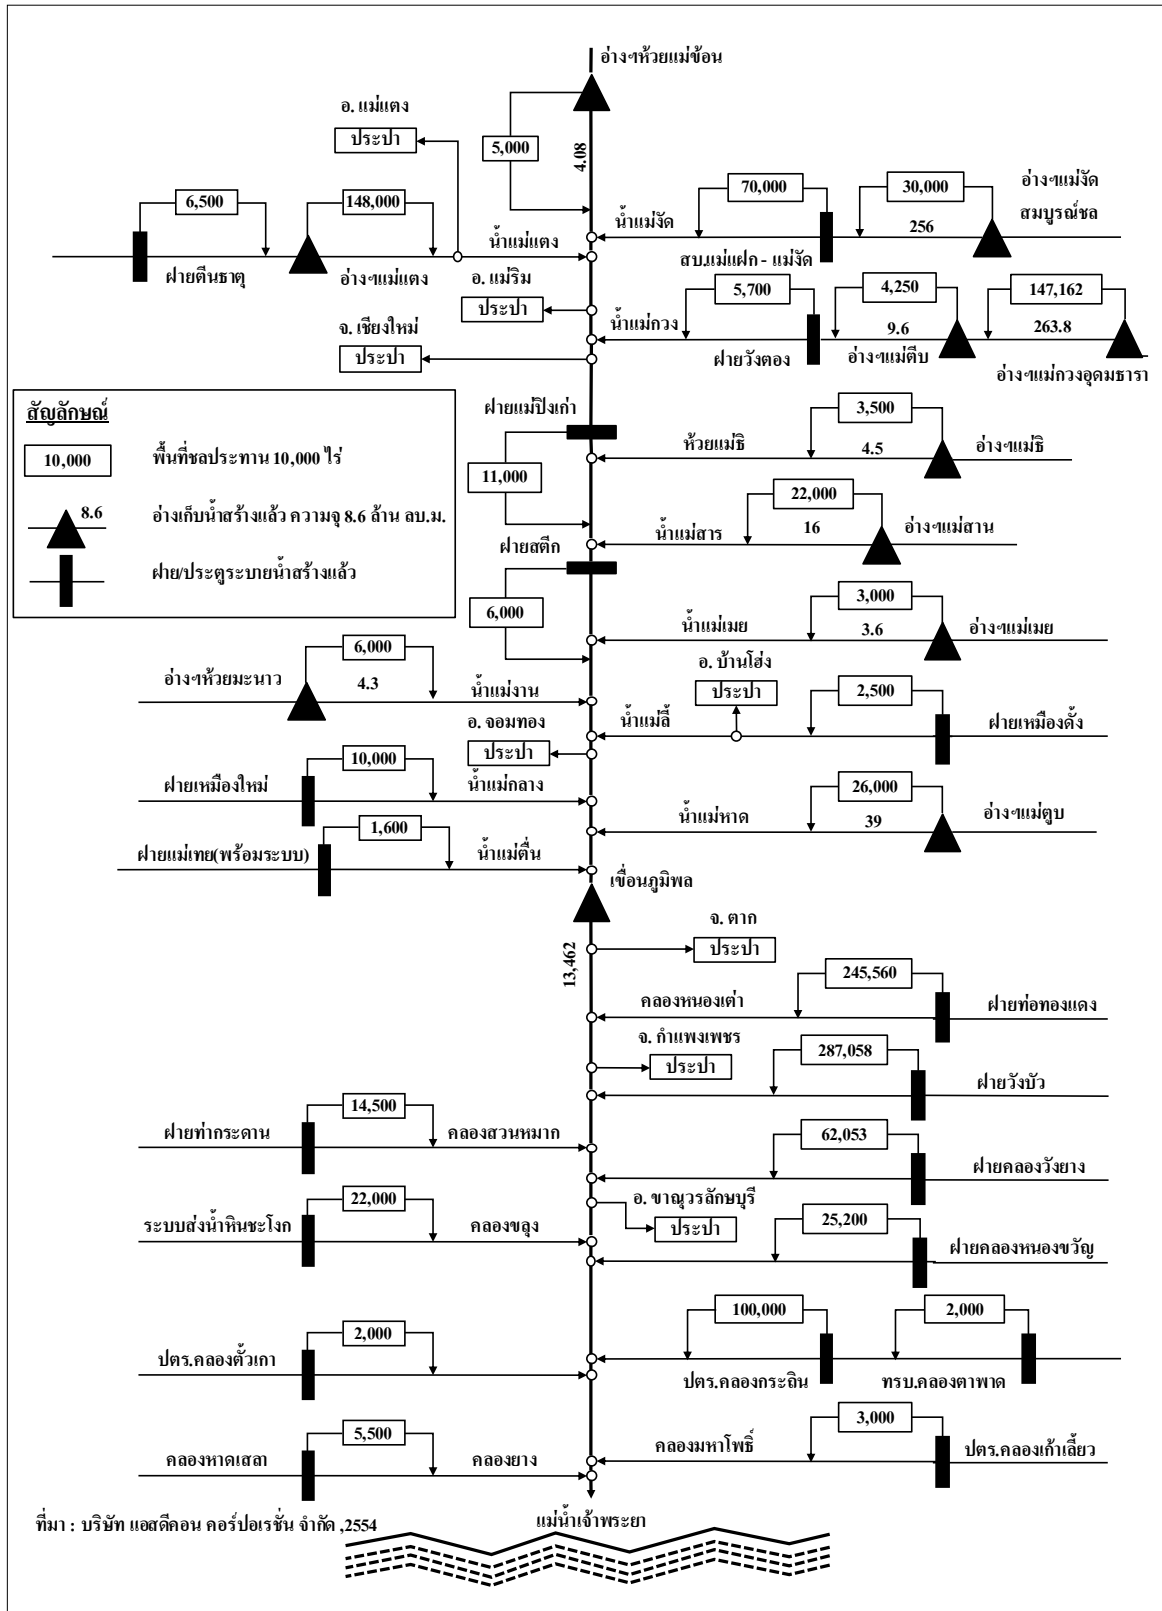 อ่างฯห้วยแม่ข้อน
อ. แม่แตง
ประปา
5,000
4.08
6,500
148,000
น้ำแม่แตง
ฝายตีนธาตุ
อ่างฯแม่แตง
70,000
30,000
อ่างฯแม่งัด
สมบูรณ์ชล
น้ำแม่งัด
256
สบ.แม่แฝก - แม่งัด
อ. แม่ริม
ประปา
5,700
4,250
147,162
น้ำแม่กวง
9.6
263.8
ฝายวังตอง
อ่างฯแม่ตีบ
อ่างฯแม่กวงอุดมธารา
จ. เชียงใหม่
ประปา
สัญลักษณ์
10,000
พื้นที่ชลประทาน 10,000 ไร่
8.6
อ่างเก็บน้ำสร้างแล้ว ความจุ 8.6 ล้าน ลบ.ม.
ฝาย/ประตูระบายน้ำสร้างแล้ว
ฝายแม่ปิงเก่า
11,000
3,500
ห้วยแม่ธิ
4.5
อ่างฯแม่ธิ
22,000
น้ำแม่สาร
16
อ่างฯแม่สาน
ฝายสตีก
6,000
3,000
น้ำแม่เมย
3.6
อ่างฯแม่เมย
6,000
อ่างฯห้วยมะนาว
4.3
น้ำแม่งาน
อ. บ้านโฮ่ง
ประปา
2,500
น้ำแม่ลี้
ฝายเหมืองดั้ง
อ. จอมทอง
ประปา
10,000
ฝายเหมืองใหม่
น้ำแม่กลาง
26,000
น้ำแม่หาด
39
อ่างฯแม่ตูบ
1,600
ฝายแม่เทย(พร้อมระบบ)
น้ำแม่ตื่น
เขื่อนภูมิพล
13,462
จ. ตาก
ประปา
245,560
คลองหนองเต่า
ฝายท่อทองแดง
จ. กำแพงเพชร
ประปา
287,058
ฝายวังบัว
14,500
ฝายท่ากระดาน
คลองสวนหมาก
62,053
ฝายคลองวังยาง
22,000
ระบบส่งน้ำหินชะโงก
คลองขลุง
อ. ขาณุวรลักษบุรี
ประปา
25,200
ฝายคลองหนองขวัญ
100,000
2,000
ปตร.คลองกระถิน
ทรบ.คลองตาพาด
2,000
ปตร.คลองตั้วเกา
3,000
คลองมหาโพธิ์
ปตร.คลองเก้าเลี้ยว
5,500
คลองหาดเสลา
คลองยาง
แม่น้ำเจ้าพระยา
ที่มา : บริษัท แอสดีคอน คอร์ปอเรชั่น จำกัด ,2554